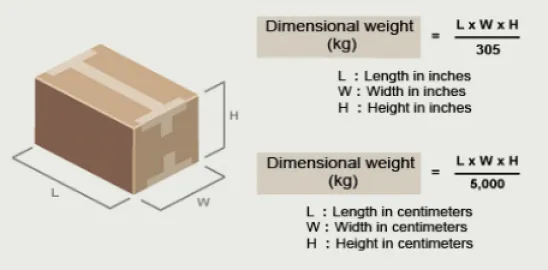 Dimensional weight (kg) = L x W x H
305
L : Length in inches
W : Width in inches
H : Height in inches
H
L
W
Dimensional weight (kg) = L x W x H
5,000
L : Length in centimeters
W : Width in centimeters
H : Height in centimeters